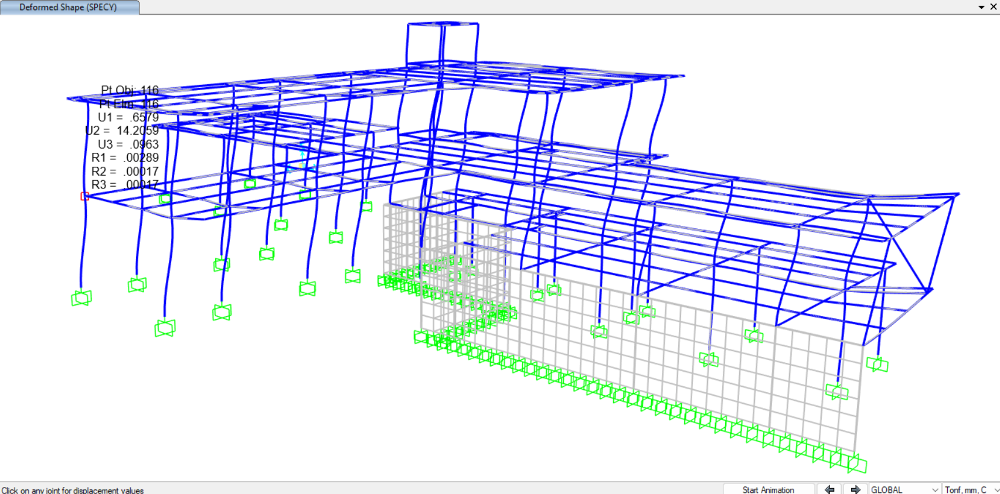 Deformed Shape (SPECY)
Pt Obj: 116
Pt Elm: 116
U1 = .6579
U2 = 14.2059
U3 = .0963
R1 = .00289
R2 = .00017
R3 = .00017
Click on any joint for displacement values
Start Animation
GLOBAL
Tonf, mm, C